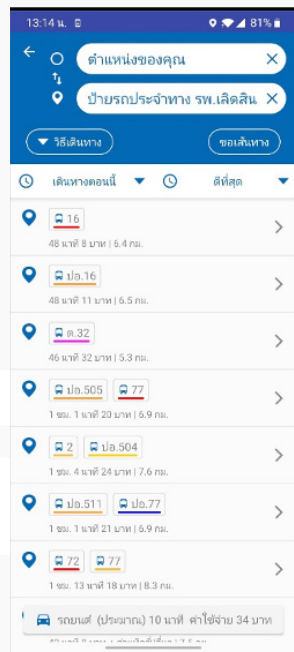 13:14 น. 81%
ตำแหน่งของคุณ
ป้ายรถประจำทาง รพ.เลิดสิน
วิธีเดินทาง ขอเส้นทาง
เดินทางตอนนี้ ดีที่สุด
16
48 นาที 8 บาท | 6.4 กม.
ปอ.16
48 นาที 11 บาท | 6.5 กม.
ต.32
46 นาที 32 บาท | 5.3 กม.
ปอ.505 77
1 ชม. 1 นาที 20 บาท | 6.9 กม.
2 ปอ.504
1 ชม. 4 นาที 24 บาท | 7.6 กม.
ปอ.511 ปอ.77
1 ชม. 1 นาที 21 บาท | 6.9 กม.
72 77
1 ชม. 13 นาที 18 บาท | 8.3 กม.
รถยนต์ (ประมาณ) 10 นาที ค่าใช้จ่าย 34 บาท